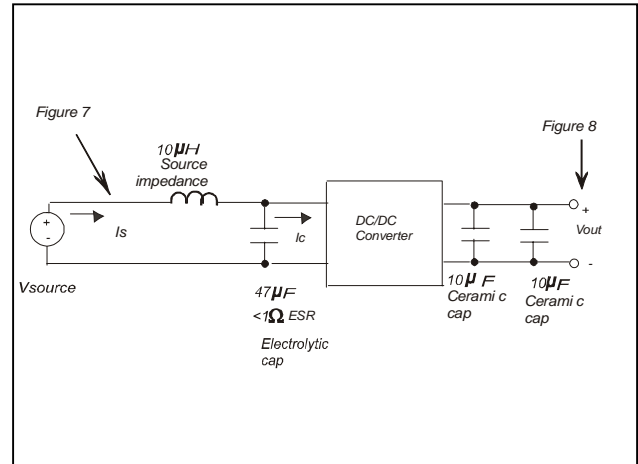 Figure 7
Figure 8
10µH
Source
impedance
+
-
Is
Ic
DC/DC
Converter
+
Vout
-
Vsource
47µF
<1Ω ESR
Electrolytic
cap
10µF
Cerami c
cap
10µF
Cerami c
cap